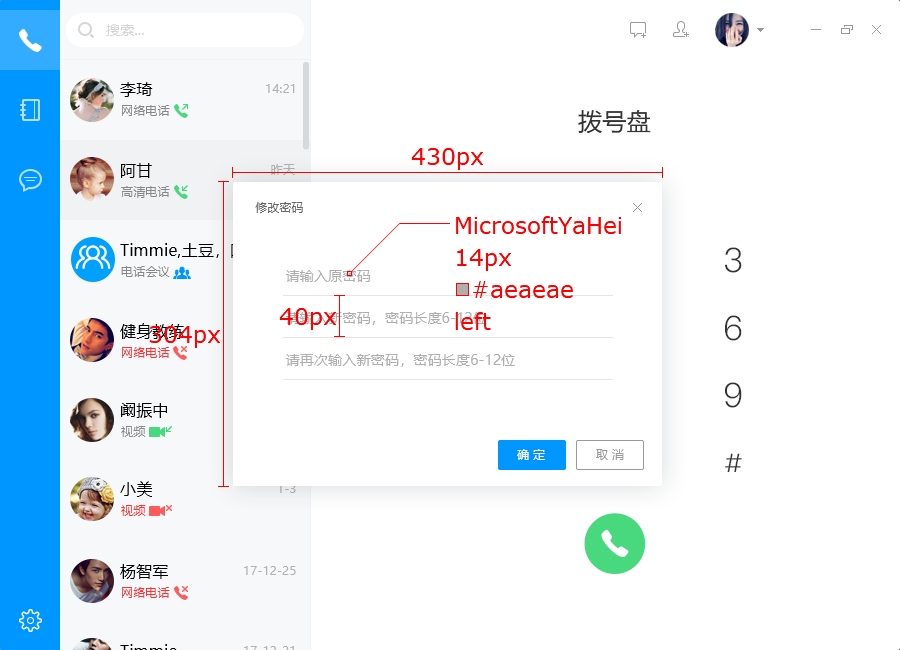 搜索...
李琦
14:21
网络电话
拨号盘
阿甘
昨天
高清电话
430px
修改密码
MicrosoftYaHei
14px
#aeaeae
left
Timmie,土豆,
电话会议
3
请输入原密码
40px
密码，密码长度6-12
健身教练
304px
网络电话
6
请再次输入新密码，密码长度6-12位
9
阚振中
视频
确 定
取 消
#
小美
1-3
视频
杨智军
17-12-25
网络电话
Timmie
17-12-21